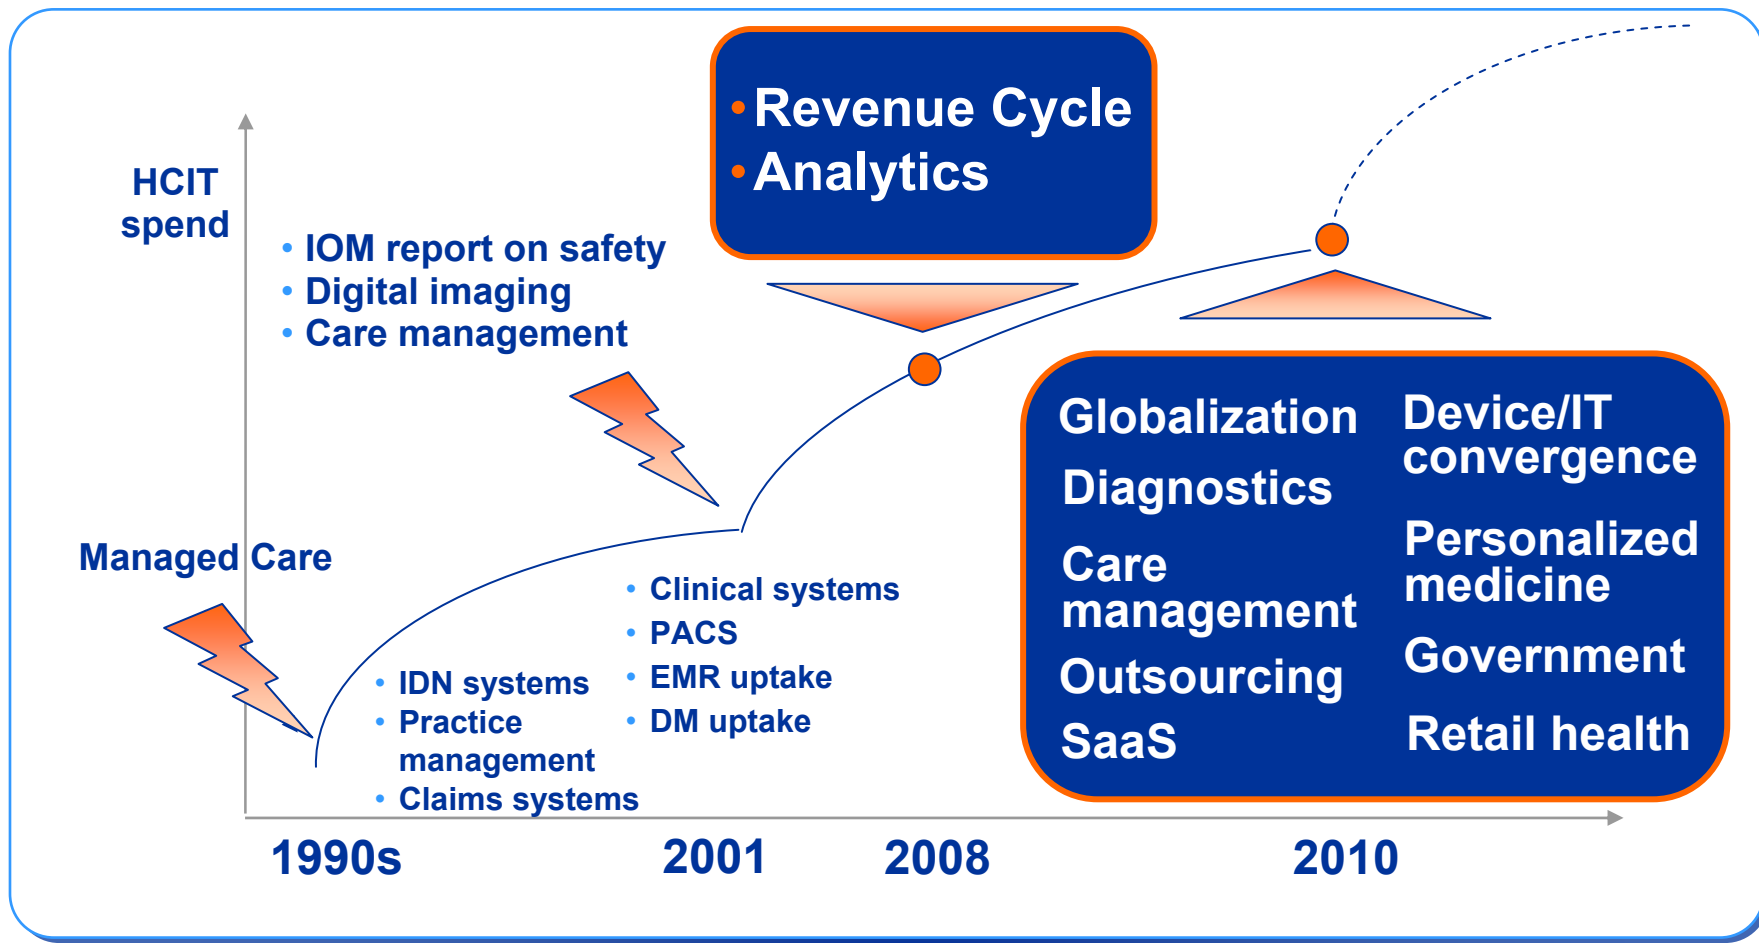 • Revenue Cycle
• Analytics
HCIT
spend
• IOM report on safety
• Digital imaging
• Care management
Managed Care
• IDN systems
• Practice
management
• Claims systems
• Clinical systems
• PACS
• EMR uptake
• DM uptake
Globalization
Diagnostics
Care
management
Outsourcing
SaaS
Device/IT
convergence
Personalized
medicine
Government
Retail health
1990s
2001
2008
2010